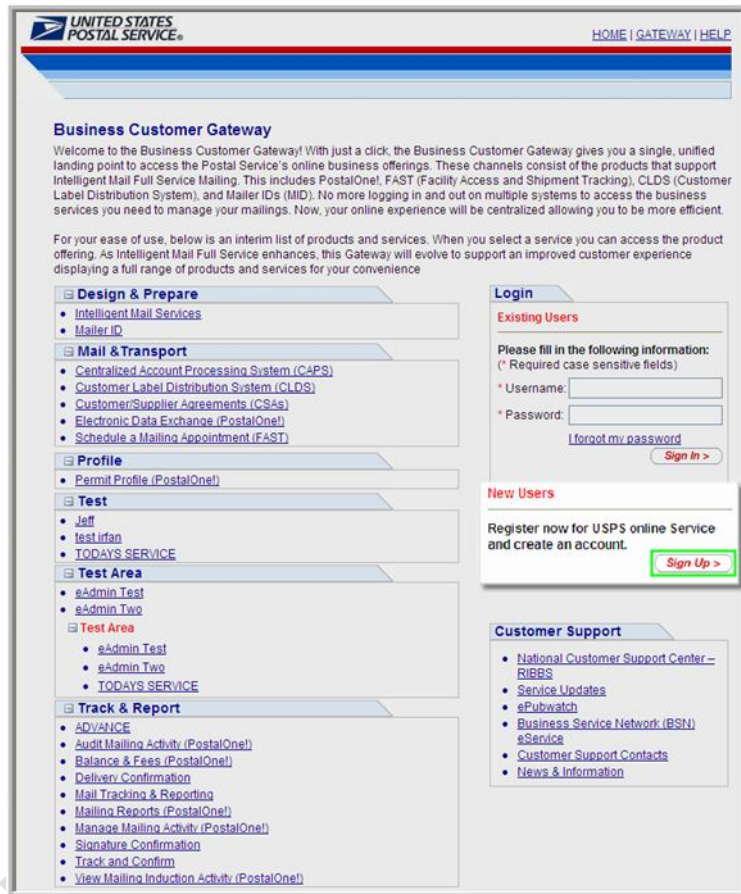 UNITED STATES
POSTAL SERVICE®
HOME | GATEWAY | HELP
Business Customer Gateway
Welcome to the Business Customer Gateway! With just a click, the Business Customer Gateway gives you a single, unified
landing point to access the Postal Service's online business offerings. These channels consist of the products that support
Intelligent Mail Full Service Mailing. This includes PostalOne!, FAST (Facility Access and Shipment Tracking), CLDS (Customer
Label Distribution System), and Mailer IDs (MID). No more logging in and out on multiple systems to access the business
services you need to manage your mailings. Now, your online experience will be centralized allowing you to be more efficient.
For your ease of use, below is an interim list of products and services. When you select a service you can access the product
offering. As Intelligent Mail Full Service enhances, this Gateway will evolve to support an improved customer experience
displaying a full range of products and services for your convenience
Design & Prepare
Intelligent Mail Services
Mailer ID
Mail &Transport
Centralized Account Processing System (CAPS)
Customer Label Distribution System (CLDS)
Customer/Supplier Agreements (CSAs)
Electronic Data Exchange (PostalOne!)
Schedule a Mailing Appointment (FAST)
Profile
Permit Profile (PostalOne!)
Test
Jeff
test irfan
TODAYS SERVICE
Test Area
eAdmin Test
eAdmin Two
Test Area
eAdmin Test
eAdmin Two
TODAYS SERVICE
Track & Report
ADVANCE
Audit Mailing Activity (PostalOne!)
Balance & Fees (PostalOne!)
Delivery Confirmation
Mail Tracking & Reporting
Mailing Reports (PostalOne!)
Manage Mailing Activity (PostalOne!)
Signature Confirmation
Track and Confirm
View Mailing Induction Activity (PostalOne!)
Login
Existing Users
Please fill in the following information:
(* Required case sensitive fields)
* Username:
* Password:
I forgot my password
Sign In >
New Users
Register now for USPS online Service
and create an account.
Sign Up >
Customer Support
National Customer Support Center –
RIBBS
Service Updates
ePubwatch
Business Service Network (BSN)
eService
Customer Support Contacts
News & Information